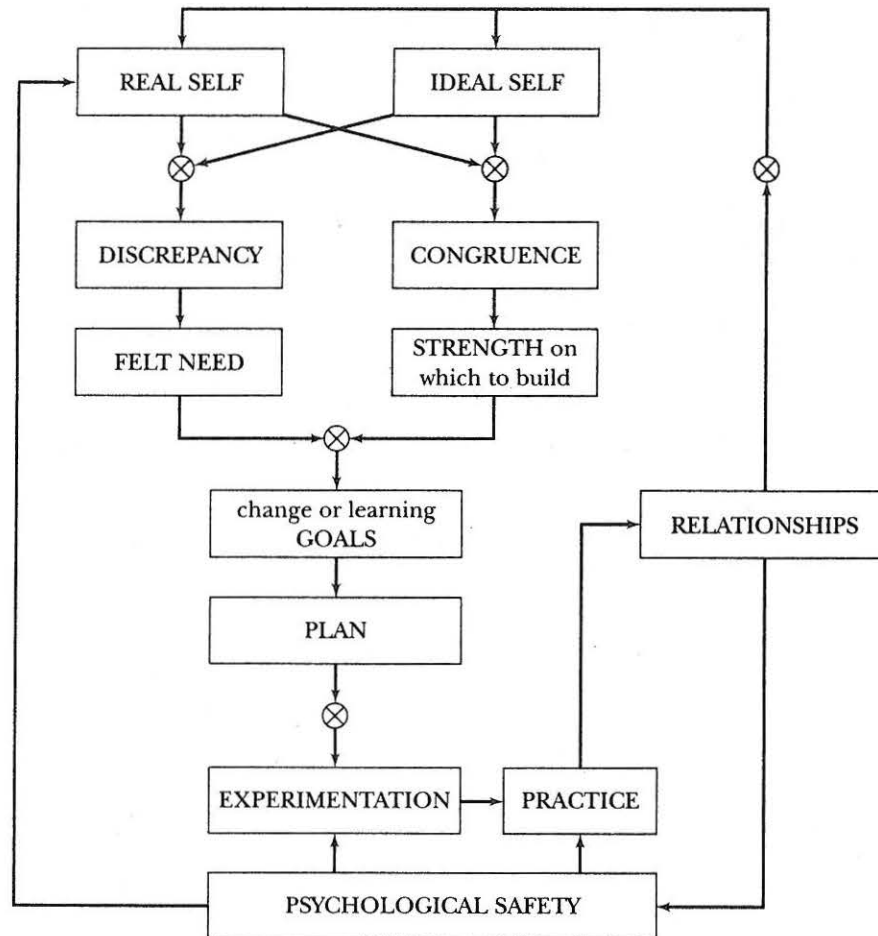 REAL SELF
IDEAL SELF
DISCREPANCY
CONGRUENCE
FELT NEED
STRENGTH on
which to build
change or learning
GOALS
RELATIONSHIPS
PLAN
EXPERIMENTATION
PRACTICE
PSYCHOLOGICAL SAFETY